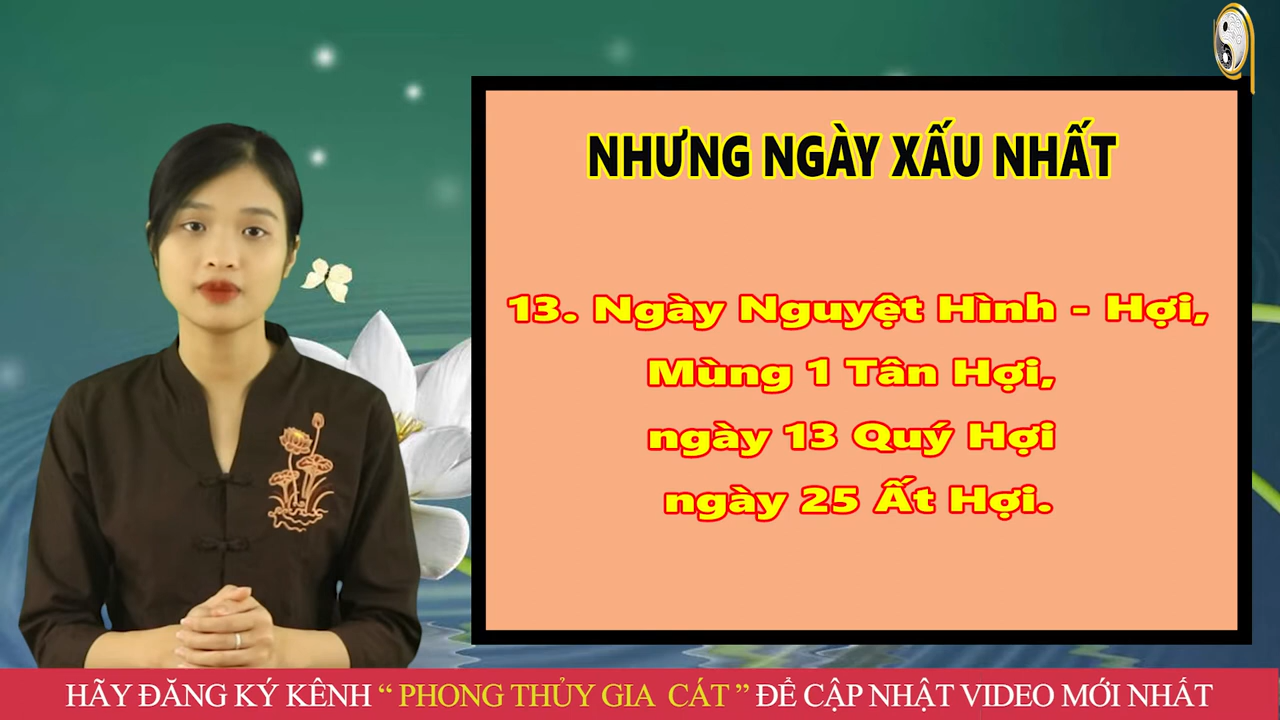 NHƯNG NGÀY XẤU NHẤT
13. Ngày Nguyệt Hình - Hợi,
Mùng 1 Tân Hợi,
ngày 13 Quý Hợi
ngày 25 Ất Hợi.
HÃY ĐĂNG KÝ KÊNH “ PHONG THỦY GIA CÁT ” ĐỂ CẬP NHẬT VIDEO MỚI NHẤT